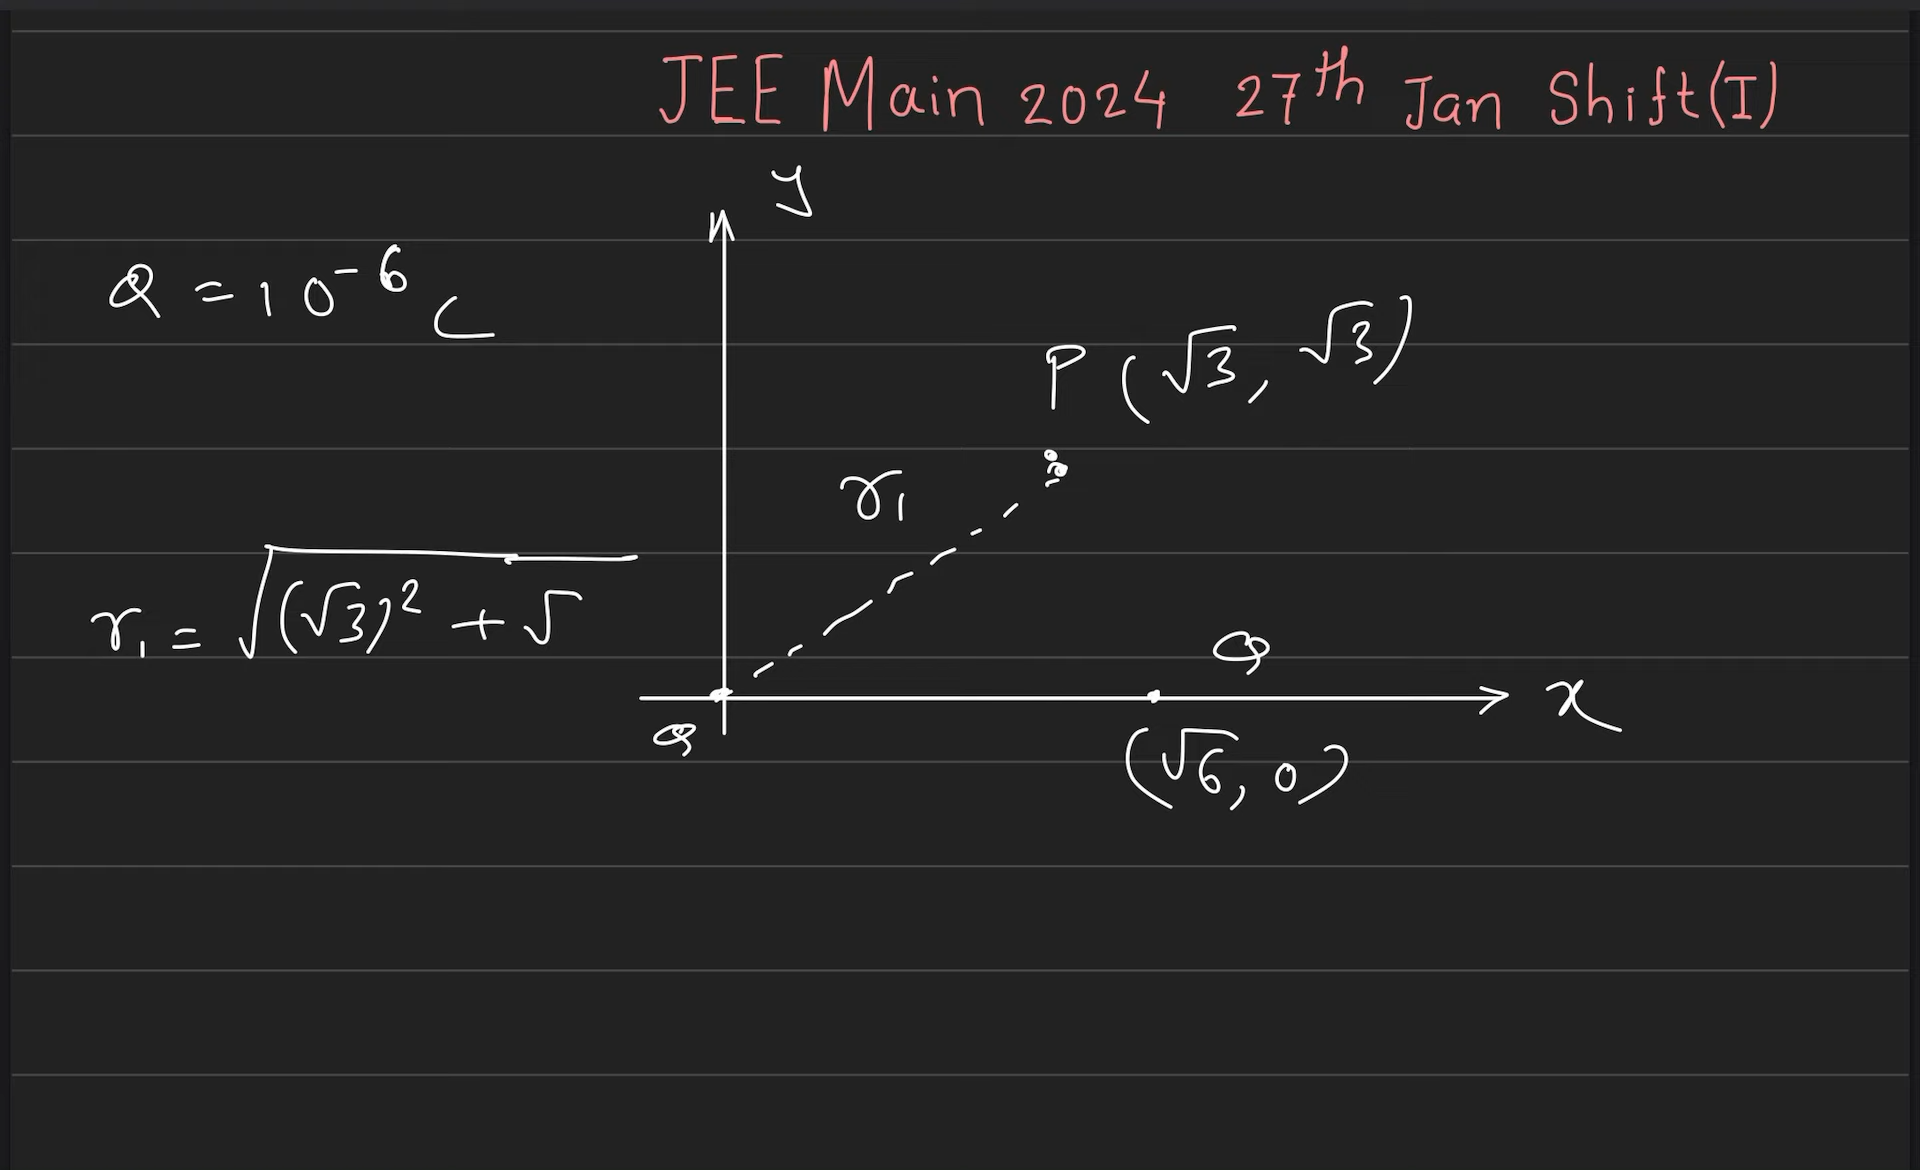 JEE Main 2024 27th Jan Shift(I)
y
Q = 10⁻⁶ C
P (√3, √3)
r₁
r₁ = √((√3)² + √
Q
x
Q
(√6, 0)